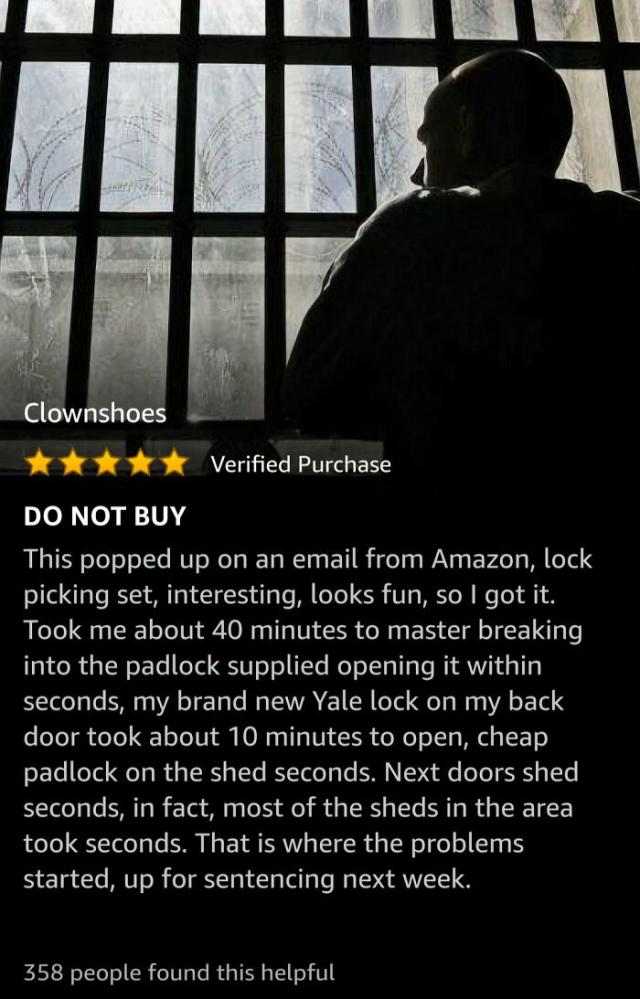 Clownshoes
Verified Purchase
DO NOT BUY
This popped up on an email from Amazon, lock
picking set, interesting, looks fun, so I got it.
Took me about 40 minutes to master breaking
into the padlock supplied opening it within
seconds, my brand new Yale lock on my back
door took about 10 minutes to open, cheap
padlock on the shed seconds. Next doors shed
seconds, in fact, most of the sheds in the area
took seconds. That is where the problems
started, up for sentencing next week.
358 people found this helpful